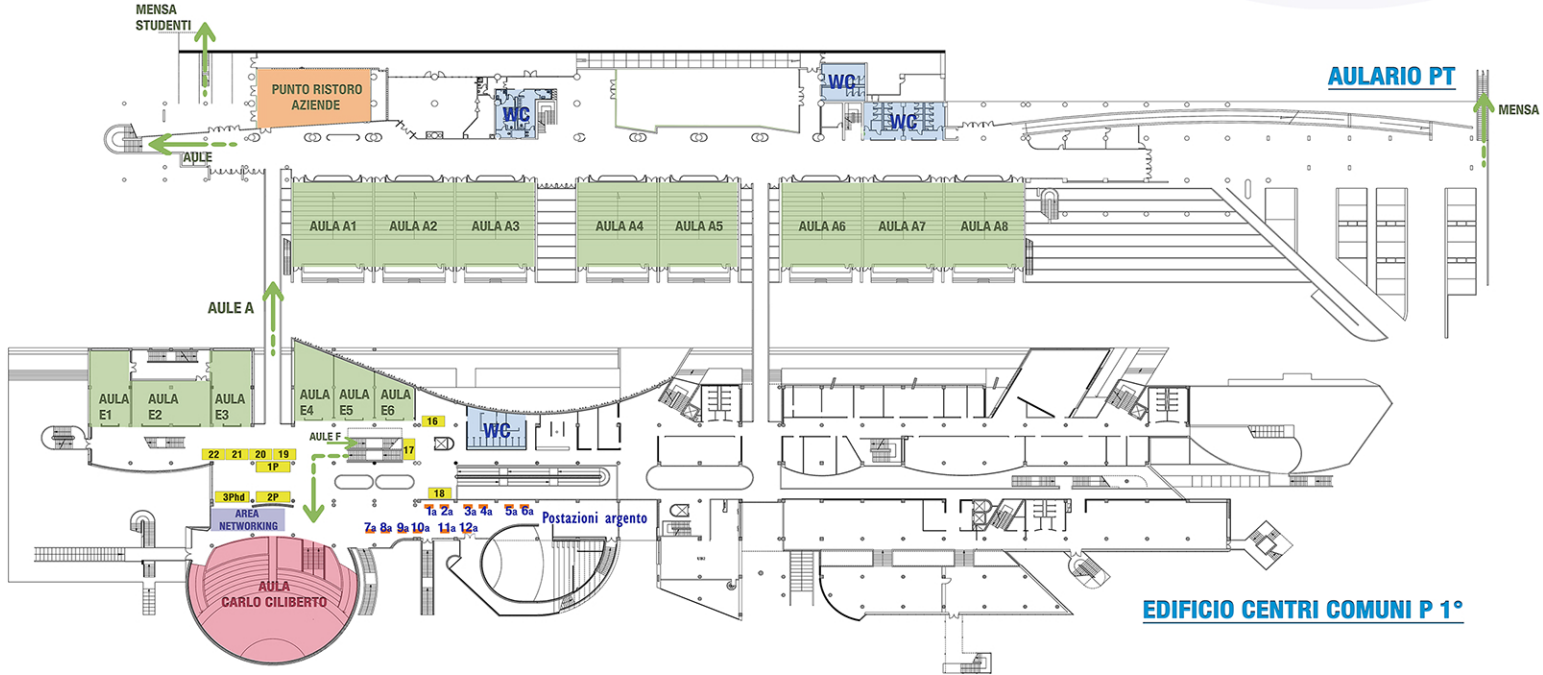 MENSA
STUDENTI
AULARIO PT
PUNTO RISTORO
AZIENDE
WC
WC
WC
MENSA
AULE
AULA A1
AULA A2
AULA A3
AULA A4
AULA A5
AULA A6
AULA A7
AULA A8
AULE A
AULA
E1
AULA
E2
AULA
E3
AULA
E4
AULA
E5
AULA
E6
16
WC
AULE F
17
22
21
20
19
1P
3Phd
2P
18
AREA
NETWORKING
1a
2a
3a
4a
5a
6a
Postazioni argento
7a
8a
9a
10a
11a
12a
AULA
CARLO CILIBERTO
EDIFICIO CENTRI COMUNI P 1°